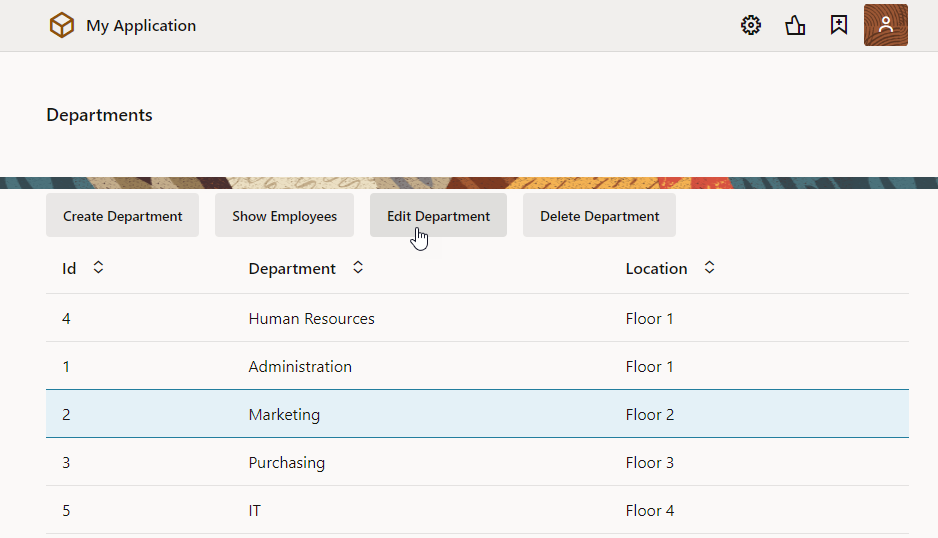 My Application
Departments
Create Department Show Employees Edit Department Delete Department
Id Department Location
4 Human Resources Floor 1
1 Administration Floor 1
2 Marketing Floor 2
3 Purchasing Floor 3
5 IT Floor 4